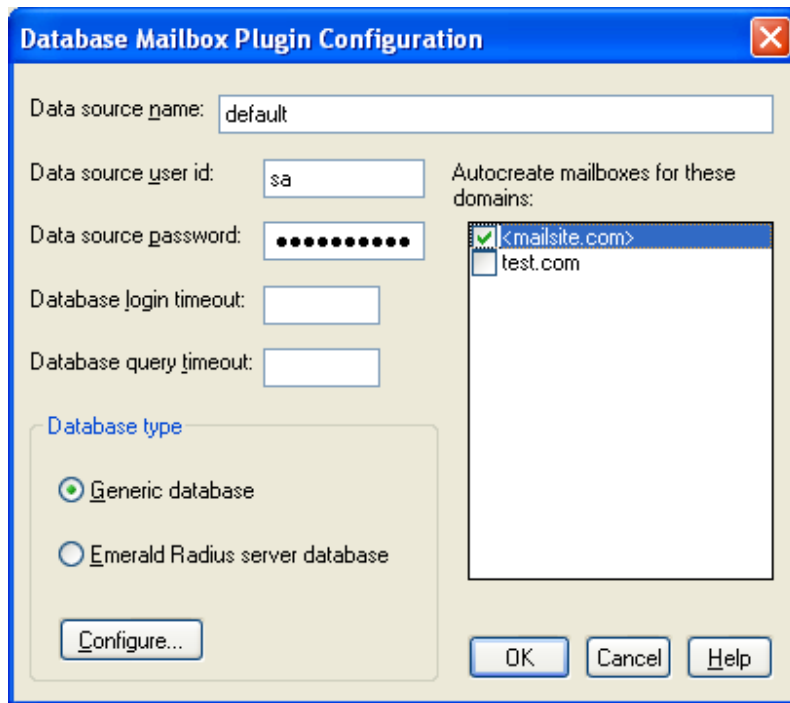 Database Mailbox Plugin Configuration
Data source name: default
Data source user id: sa
Autocreate mailboxes for these
domains:
Data source password: ●●●●●●●●●●
<mailsite.com>
test.com
Database login timeout:
Database query timeout:
Database type
Generic database
Emerald Radius server database
Configure...
OK Cancel Help